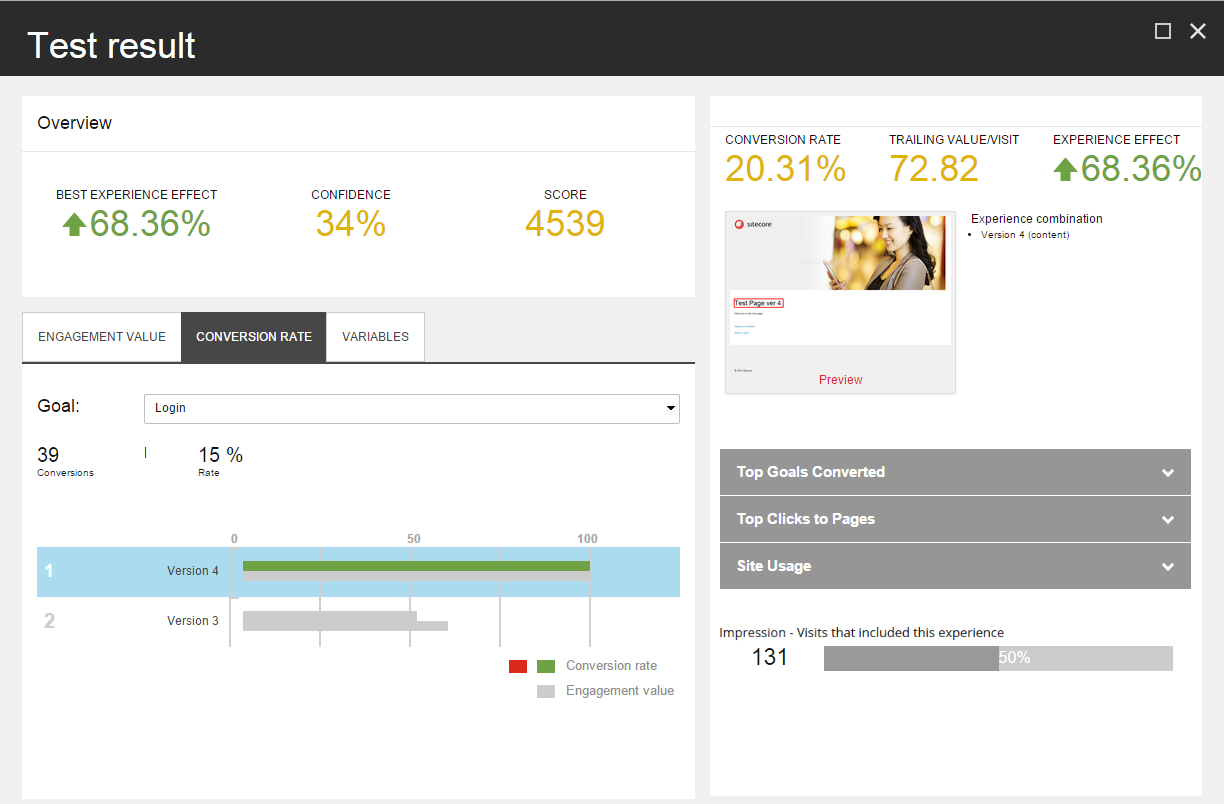 Test result
Overview
BEST EXPERIENCE EFFECT
68.36%
CONFIDENCE
34%
SCORE
4539
ENGAGEMENT VALUE
CONVERSION RATE
VARIABLES
Goal:
Login
39
Conversions
15 %
Rate
0
50
100
1
Version 4
2
Version 3
Conversion rate
Engagement value
CONVERSION RATE
20.31%
TRAILING VALUE/VISIT
72.82
EXPERIENCE EFFECT
68.36%
sitecore
Test Page ver 4.
Preview
Experience combination
Version 4 (content)
Top Goals Converted
Top Clicks to Pages
Site Usage
Impression - Visits that included this experience
131
50%